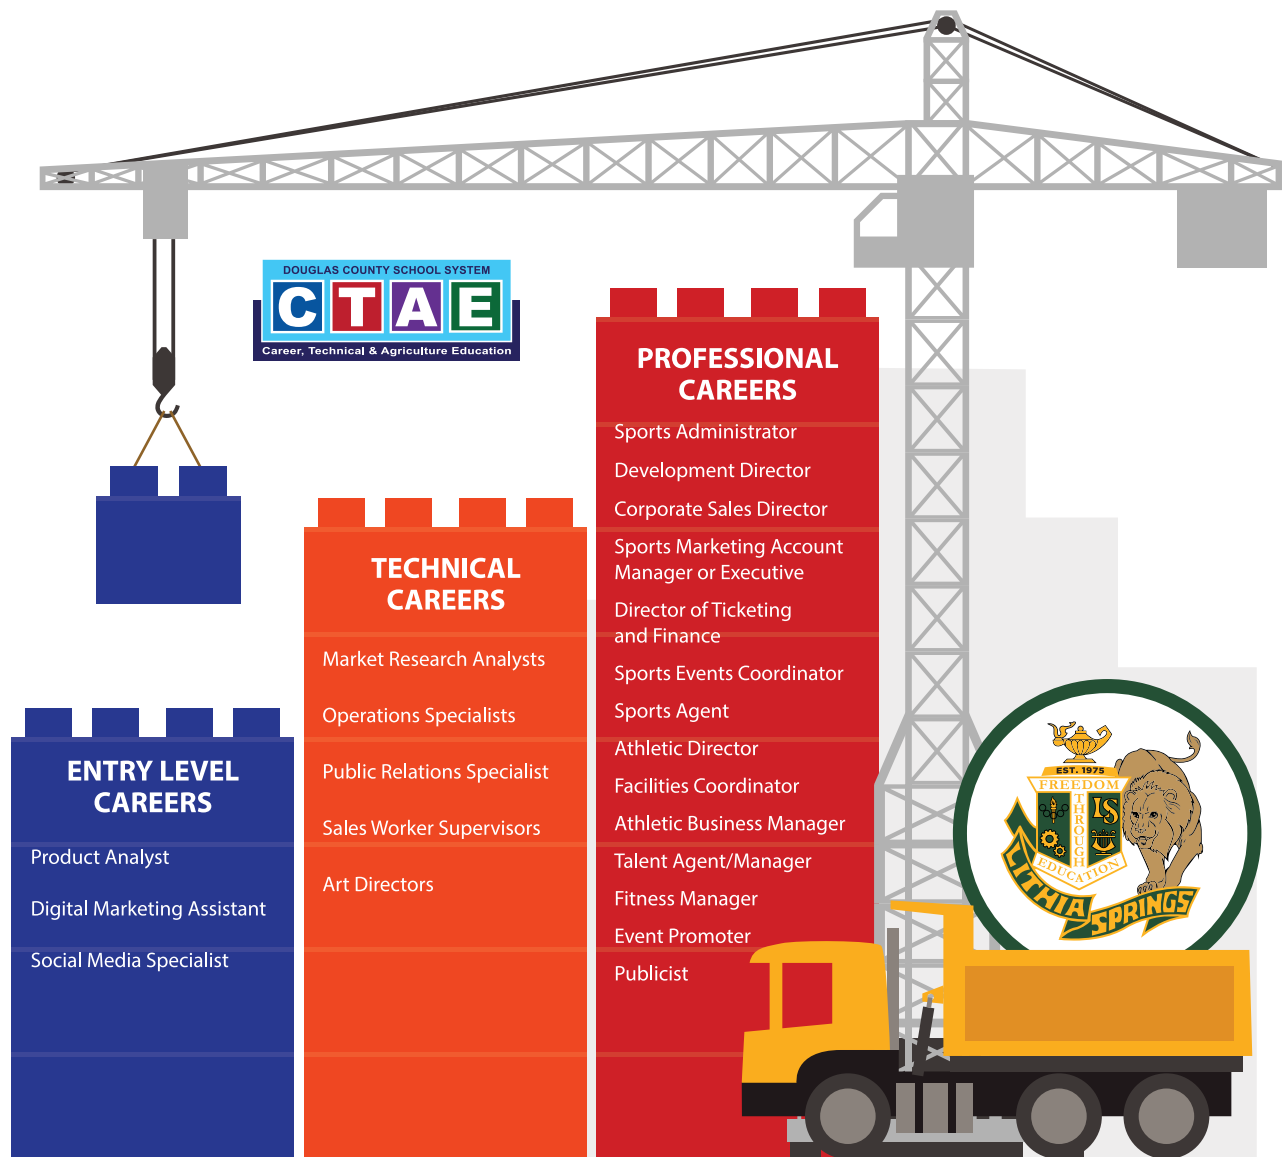 DOUGLAS COUNTY SCHOOL SYSTEM
CTAE
Career, Technical & Agriculture Education
ENTRY LEVEL
CAREERS
Product Analyst
Digital Marketing Assistant
Social Media Specialist
TECHNICAL
CAREERS
Market Research Analysts
Operations Specialists
Public Relations Specialist
Sales Worker Supervisors
Art Directors
PROFESSIONAL
CAREERS
Sports Administrator
Development Director
Corporate Sales Director
Sports Marketing Account
Manager or Executive
Director of Ticketing
and Finance
Sports Events Coordinator
Sports Agent
Athletic Director
Facilities Coordinator
Athletic Business Manager
Talent Agent/Manager
Fitness Manager
Event Promoter
Publicist
EST. 1975
FREEDOM
THROUGH
LS
EDUCATION
LITHIA
SPRINGS